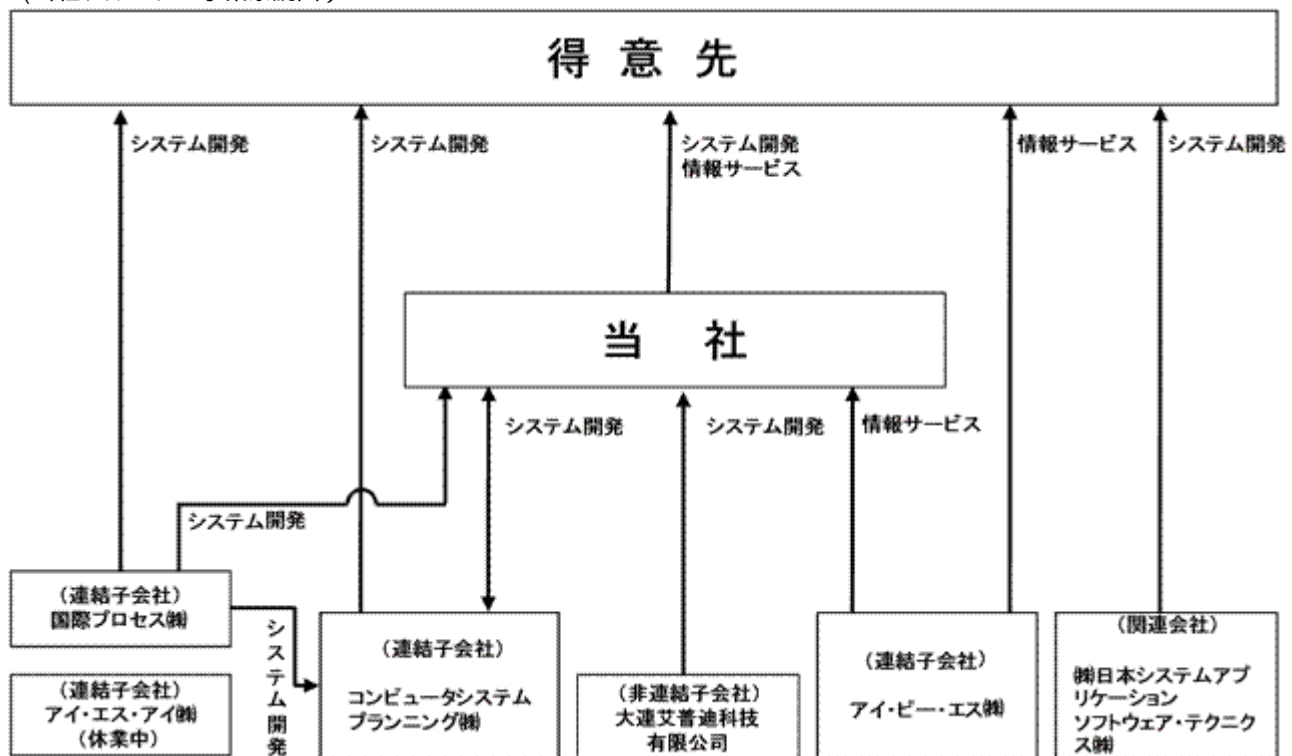 得意先
システム開発
システム開発
システム開発
情報サービス
情報サービス
システム開発
当社
システム開発
システム開発
情報サービス
システム開発
(連結子会社)
国際プロセス㈱
システム開発
(連結子会社)
アイ・エス・アイ㈱
(休業中)
(連結子会社)
コンピュータシステム
プランニング㈱
(非連結子会社)
大連艾普迪科技
有限公司
(連結子会社)
アイ・ビー・エス㈱
(関連会社)
㈱日本システムアプ
リケーション
ソフトウェア・テクニク
ス㈱